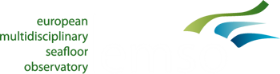 european
multidisciplinary
seafloor
observatory